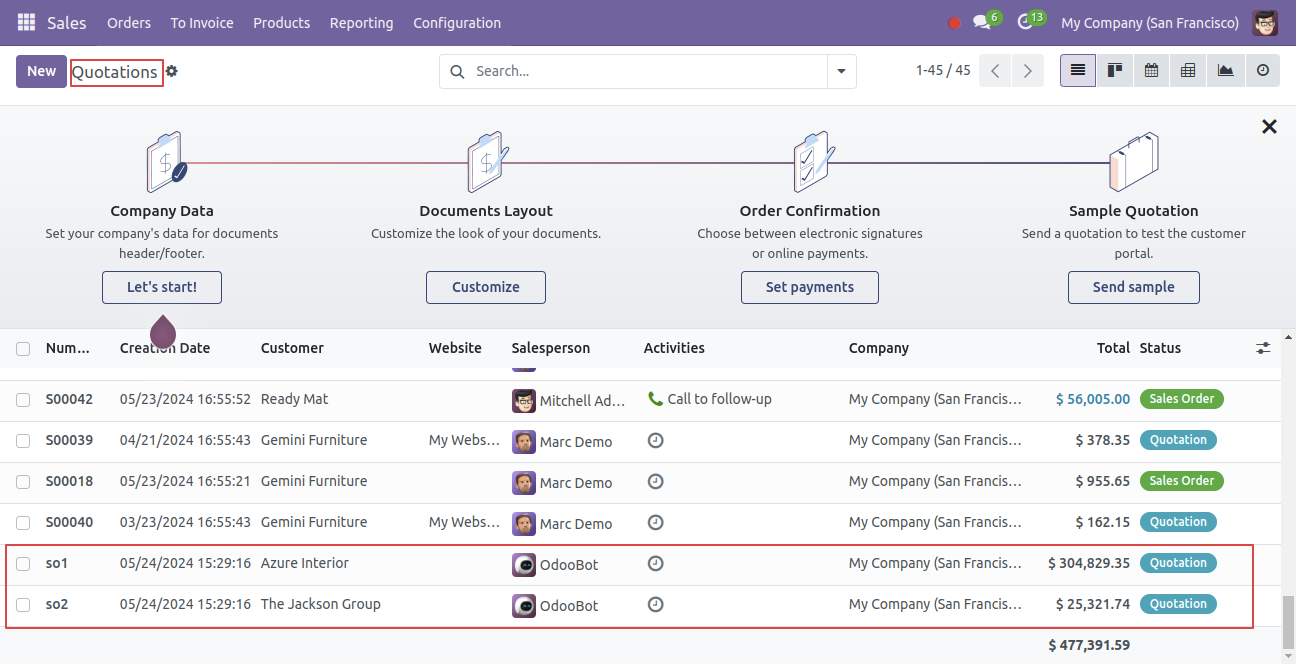 Sales Orders To Invoice Products Reporting Configuration 6 13 My Company (San Francisco)
New Quotations Search... 1-45 / 45
Company Data Documents Layout Order Confirmation Sample Quotation
Set your company's data for documents Customize the look of your documents. Choose between electronic signatures Send a quotation to test the customer
header/footer. or online payments. portal.
Let's start! Customize Set payments Send sample
Num... Creation Date Customer Website Salesperson Activities Company Total Status
S00042 05/23/2024 16:55:52 Ready Mat Mitchell Ad... Call to follow-up My Company (San Francis... $ 56,005.00 Sales Order
S00039 04/21/2024 16:55:43 Gemini Furniture My Webs... Marc Demo My Company (San Francis... $ 378.35 Quotation
S00018 05/23/2024 16:55:21 Gemini Furniture Marc Demo My Company (San Francis... $ 955.65 Sales Order
S00040 03/23/2024 16:55:43 Gemini Furniture My Webs... Marc Demo My Company (San Francis... $ 162.15 Quotation
so1 05/24/2024 15:29:16 Azure Interior OdooBot My Company (San Francis... $ 304,829.35 Quotation
so2 05/24/2024 15:29:16 The Jackson Group OdooBot My Company (San Francis... $ 25,321.74 Quotation
$ 477,391.59